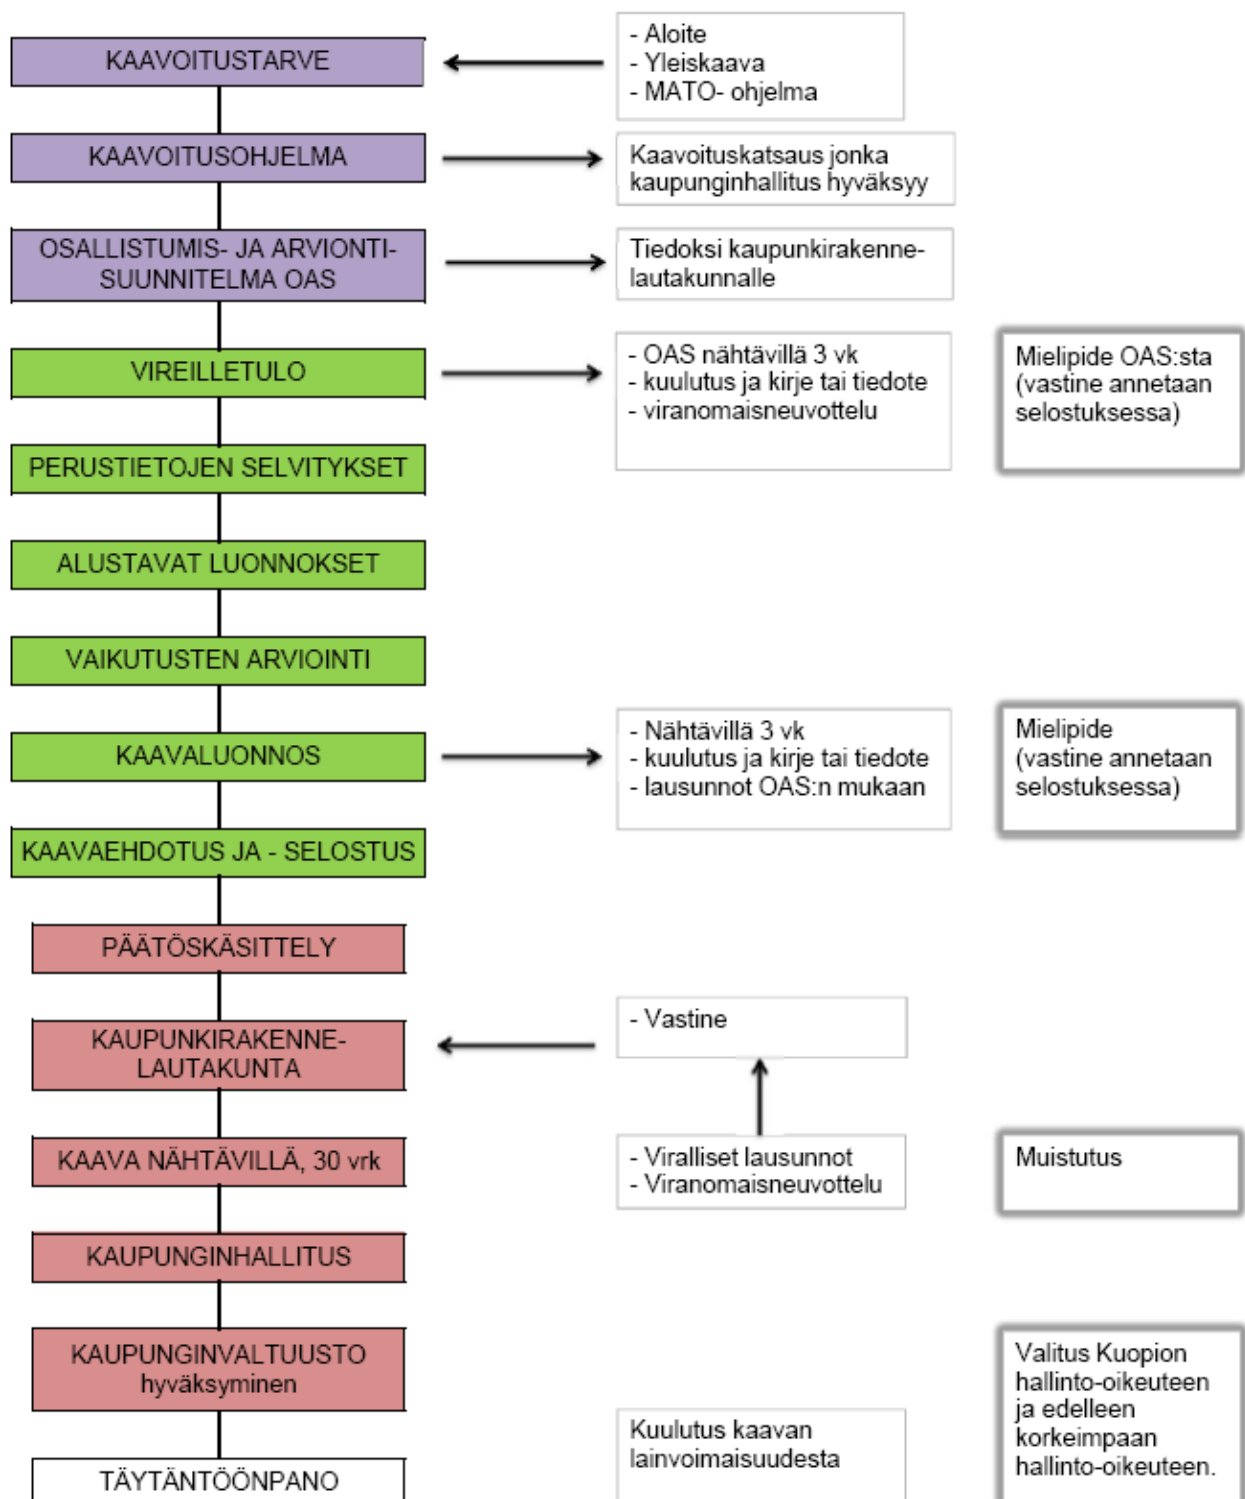 KAAVOITUSTARVE
- Aloite
- Yleiskaava
- MATO- ohjelma
KAAVOITUSOHJELMA
Kaavoituskatsaus jonka
kaupunginhallitus hyväksyy
OSALLISTUMIS- JA ARVIONTI-
SUUNNITELMA OAS
Tiedoksi kaupunkirakenne-
lautakunnalle
VIREILLETULO
- OAS nähtävillä 3 vk
- kuulutus ja kirje tai tiedote
- viranomaisneuvottelu
Mielipide OAS:sta
(vastine annetaan
selostuksessa)
PERUSTIETOJEN SELVITYKSET
ALUSTAVAT LUONNOKSET
VAIKUTUSTEN ARVIOINTI
KAAVALUONNOS
- Nähtävillä 3 vk
- kuulutus ja kirje tai tiedote
- lausunnot OAS:n mukaan
Mielipide
(vastine annetaan
selostuksessa)
KAAVAEHDOTUS JA - SELOSTUS
PÄÄTÖSKÄSITTELY
KAUPUNKIRAKENNE-
LAUTAKUNTA
- Vastine
KAAVA NÄHTÄVILLÄ, 30 vrk
- Viralliset lausunnot
- Viranomaisneuvottelu
Muistutus
KAUPUNGINHALLITUS
KAUPUNGINVALTUUSTO
hyväksyminen
Valitus Kuopion
hallinto-oikeuteen
ja edelleen
korkeimpaan
hallinto-oikeuteen.
Kuulutus kaavan
lainvoimaisuudesta
TÄYTÄNTÖÖNPANO